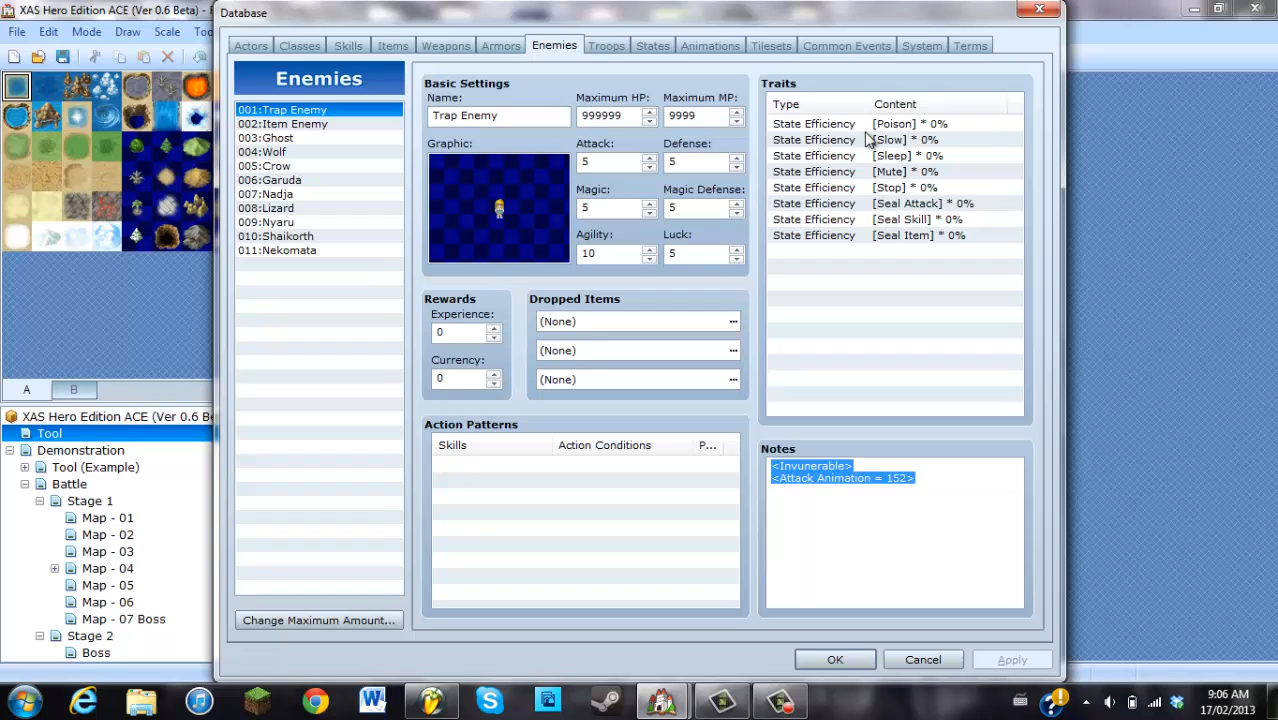 XAS Hero Edition ACE (Ver 0.6 Beta) -
File Edit Mode Draw Scale
A B
XAS Hero Edition ACE (Ver 0.6 Be
Tool
Demonstration
Tool (Example)
Battle
Stage 1
Map - 01
Map - 02
Map - 03
Map - 04
Map - 05
Map - 06
Map - 07 Boss
Stage 2
Boss
Database
Actors Classes Skills Items Weapons Armors Enemies Troops States Animations Tilesets Common Events System Terms
Enemies
001:Trap Enemy
002:Item Enemy
003:Ghost
004:Wolf
005:Crow
006:Garuda
007:Nadja
008:Lizard
009:Nyaru
010:Shaikorth
011:Nekomata
Change Maximum Amount...
Basic Settings
Name: Maximum HP: Maximum MP:
Trap Enemy 999999 9999
Graphic: Attack: Defense:
5 5
Magic: Magic Defense:
5 5
Agility: Luck:
10 5
Rewards
Experience:
0
Currency:
0
Dropped Items
(None)
(None)
(None)
Action Patterns
Skills Action Conditions P...
Traits
Type Content
State Efficiency [Poison] * 0%
State Efficiency [Slow] * 0%
State Efficiency [Sleep] * 0%
State Efficiency [Mute] * 0%
State Efficiency [Stop] * 0%
State Efficiency [Seal Attack] * 0%
State Efficiency [Seal Skill] * 0%
State Efficiency [Seal Item] * 0%
Notes
<Invunerable>
<Attack Animation = 152>
OK Cancel Apply
9:06 AM
17/02/2013